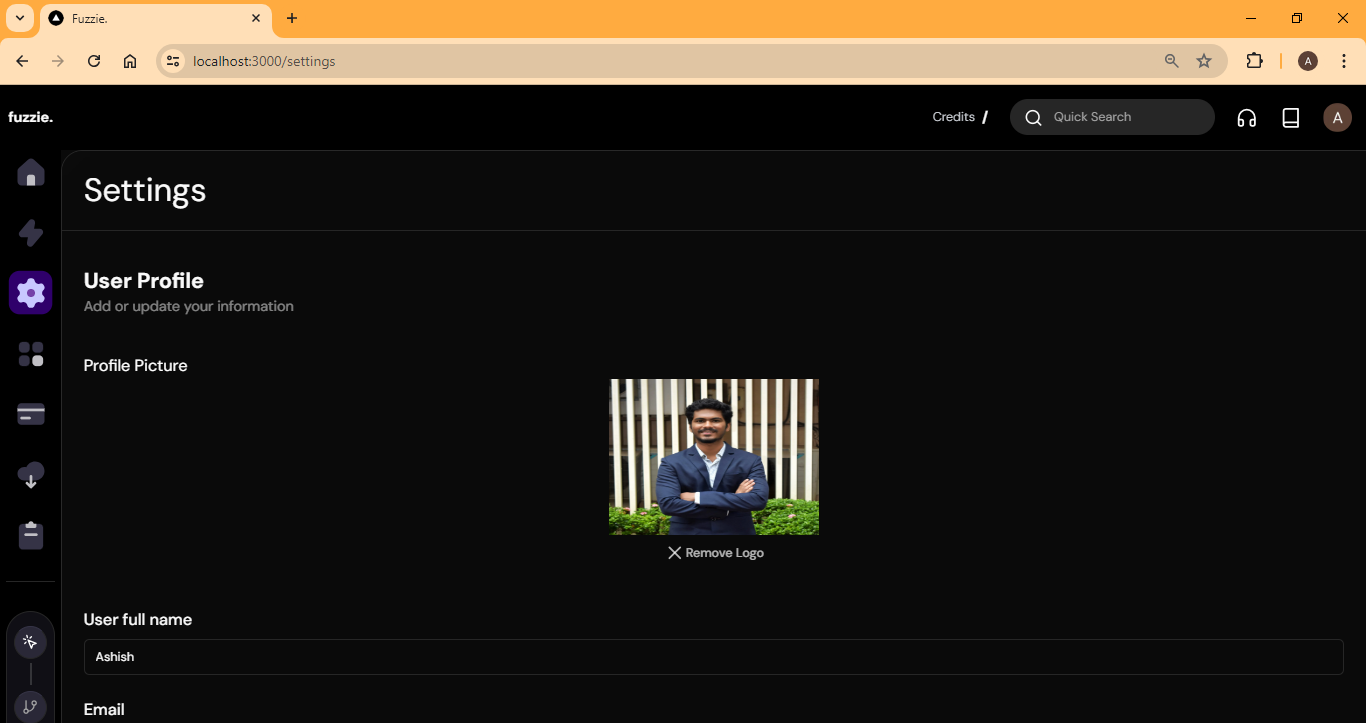 Fuzzie.
localhost:3000/settings
A
fuzzie.
Credits /
Quick Search
A
Settings
User Profile
Add or update your information
Profile Picture
Remove Logo
User full name
Ashish
Email